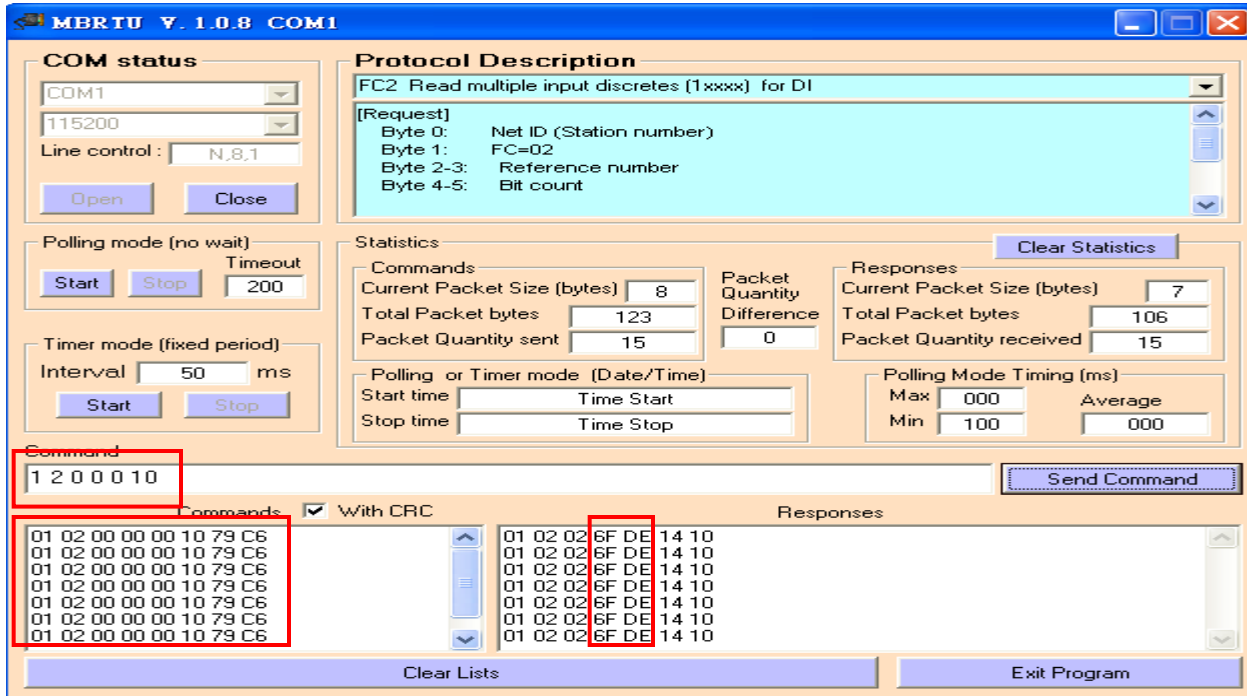 MBRTU V. 1.0.8 COM1
COM status
COM1
115200
Line control : N,8,1
Open Close
Protocol Description
FC2 Read multiple input discretes (1xxxx) for DI
[Request]
Byte 0: Net ID (Station number)
Byte 1: FC=02
Byte 2-3: Reference number
Byte 4-5: Bit count
Polling mode (no wait)
Timeout
Start Stop 200
Timer mode (fixed period)
Interval 50 ms
Start Stop
Statistics
Clear Statistics
Commands
Current Packet Size (bytes) 8
Total Packet bytes 123
Packet Quantity sent 15
Packet
Quantity
Difference
0
Responses
Current Packet Size (bytes) 7
Total Packet bytes 106
Packet Quantity received 15
Polling or Timer mode (Date/Time)
Start time Time Start
Stop time Time Stop
Polling Mode Timing (ms)
Max 000 Average
Min 100 000
Command
1 2 0 0 0 10 Send Command
Commands With CRC Responses
01 02 00 00 00 10 79 C6 01 02 02 6F DE 14 10
01 02 00 00 00 10 79 C6 01 02 02 6F DE 14 10
01 02 00 00 00 10 79 C6 01 02 02 6F DE 14 10
01 02 00 00 00 10 79 C6 01 02 02 6F DE 14 10
01 02 00 00 00 10 79 C6 01 02 02 6F DE 14 10
01 02 00 00 00 10 79 C6 01 02 02 6F DE 14 10
01 02 00 00 00 10 79 C6 01 02 02 6F DE 14 10
Clear Lists Exit Program